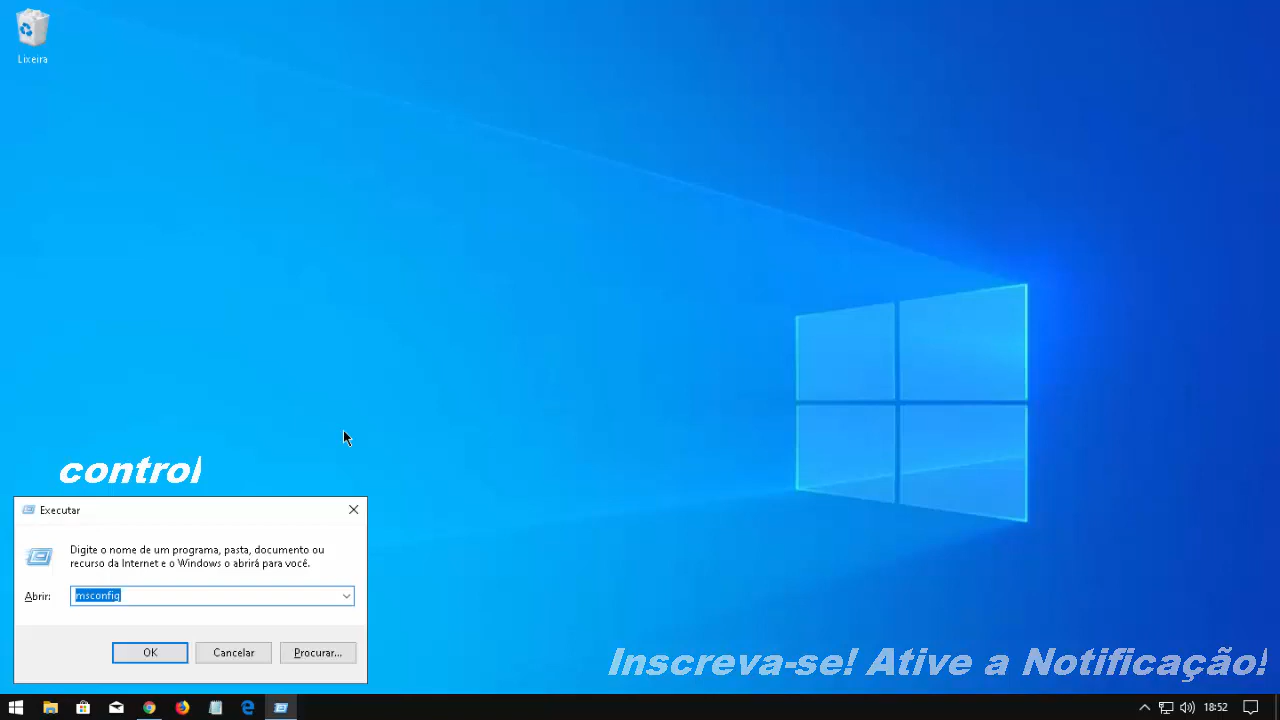 Lixeira
control
Executar
Digite o nome de um programa, pasta, documento ou
recurso da Internet e o Windows o abrirá para você.
Abrir: msconfig
OK Cancelar Procurar...
Inscreva-se! Ative a Notificação!
18:52